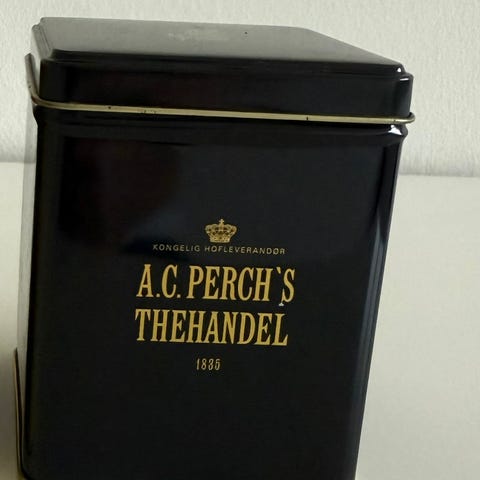 KONGELIG HOFLEVERANDØR
A.C. PERCH`S
THEHANDEL
1835